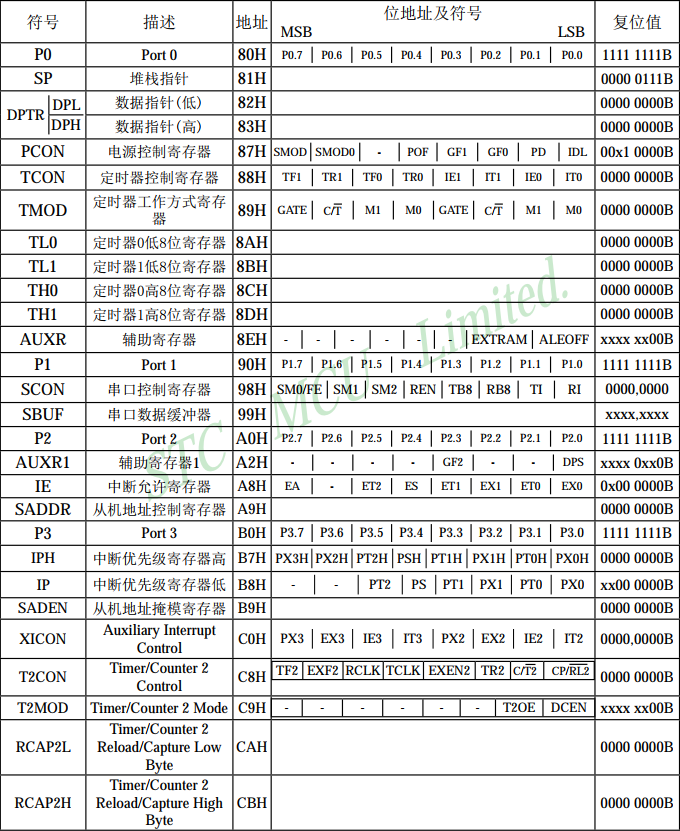 符号 描述 地址 位地址及符号 复位值
MSB LSB
P0 Port 0 80H P0.7 P0.6 P0.5 P0.4 P0.3 P0.2 P0.1 P0.0 1111 1111B
SP 堆栈指针 81H 0000 0111B
DPTR DPL 数据指针(低) 82H 0000 0000B
DPH 数据指针(高) 83H 0000 0000B
PCON 电源控制寄存器 87H SMOD SMOD0 - POF GF1 GF0 PD IDL 00x1 0000B
TCON 定时器控制寄存器 88H TF1 TR1 TF0 TR0 IE1 IT1 IE0 IT0 0000 0000B
TMOD 定时器工作方式寄存
器 89H GATE C/T̅ M1 M0 GATE C/T̅ M1 M0 0000 0000B
TL0 定时器0低8位寄存器 8AH 0000 0000B
TL1 定时器1低8位寄存器 8BH 0000 0000B
TH0 定时器0高8位寄存器 8CH 0000 0000B
TH1 定时器1高8位寄存器 8DH 0000 0000B
AUXR 辅助寄存器 8EH - - - - - - EXTRAM ALEOFF xxxx xx00B
P1 Port 1 90H P1.7 P1.6 P1.5 P1.4 P1.3 P1.2 P1.1 P1.0 1111 1111B
SCON 串口控制寄存器 98H SM0/FE SM1 SM2 REN TB8 RB8 TI RI 0000,0000
SBUF 串口数据缓冲器 99H xxxx,xxxx
P2 Port 2 A0H P2.7 P2.6 P2.5 P2.4 P2.3 P2.2 P2.1 P2.0 1111 1111B
AUXR1 辅助寄存器1 A2H - - - - GF2 - - DPS xxxx 0xx0B
IE 中断允许寄存器 A8H EA - ET2 ES ET1 EX1 ET0 EX0 0x00 0000B
SADDR 从机地址控制寄存器 A9H 0000 0000B
P3 Port 3 B0H P3.7 P3.6 P3.5 P3.4 P3.3 P3.2 P3.1 P3.0 1111 1111B
IPH 中断优先级寄存器高 B7H PX3H PX2H PT2H PSH PT1H PX1H PT0H PX0H 0000 0000B
IP 中断优先级寄存器低 B8H - - PT2 PS PT1 PX1 PT0 PX0 xx00 0000B
SADEN 从机地址掩模寄存器 B9H 0000 0000B
XICON Auxiliary Interrupt
Control C0H PX3 EX3 IE3 IT3 PX2 EX2 IE2 IT2 0000,0000B
T2CON Timer/Counter 2
Control C8H TF2 EXF2 RCLK TCLK EXEN2 TR2 C/T̅2̅ CP/R̅L̅2̅ 0000 0000B
T2MOD Timer/Counter 2 Mode C9H - - - - - - T2OE DCEN xxxx xx00B
RCAP2L Timer/Counter 2
Reload/Capture Low
Byte CAH 0000 0000B
RCAP2H Timer/Counter 2
Reload/Capture High
Byte CBH 0000 0000B
STC MCU Limited.